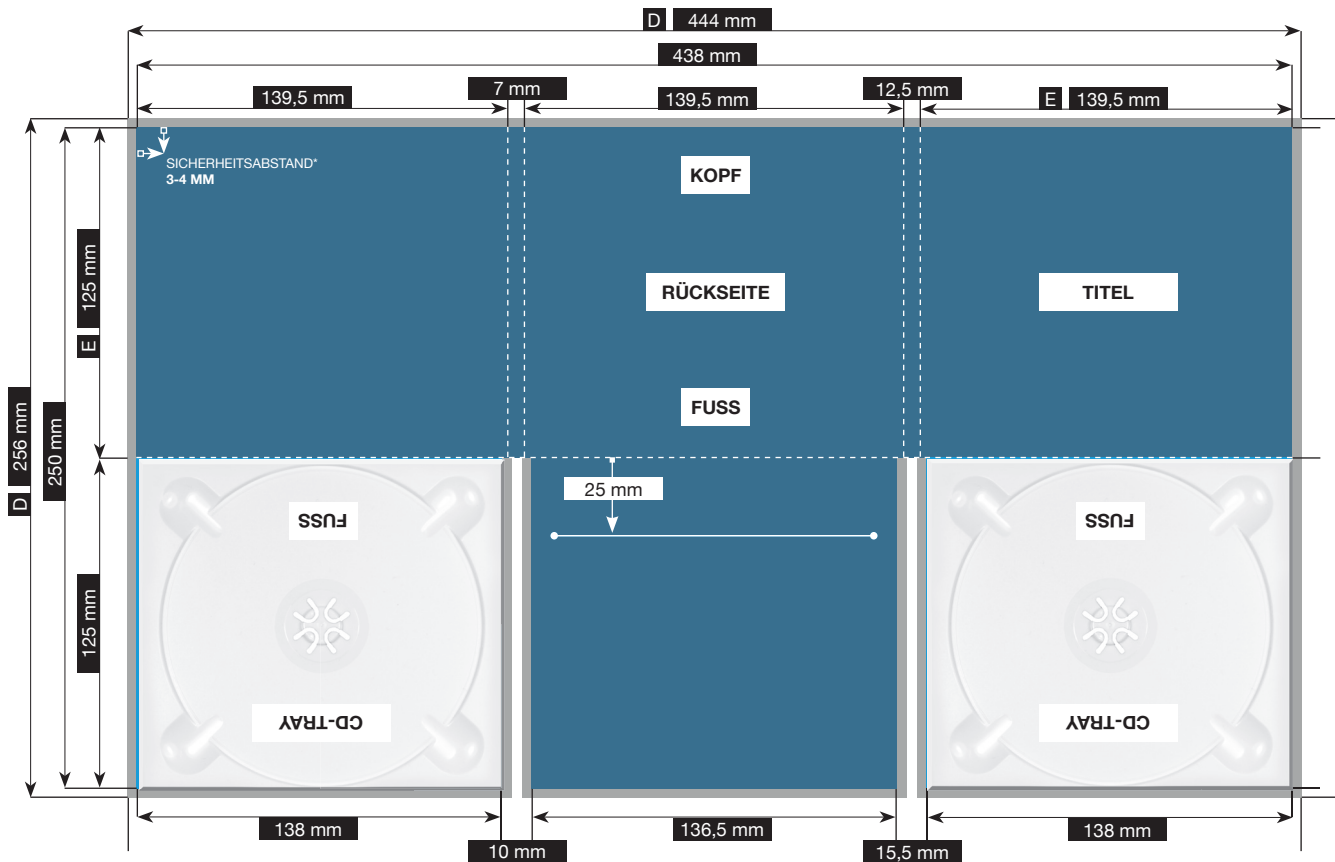 D 444 mm
438 mm
139,5 mm
7 mm
139,5 mm
12,5 mm
E 139,5 mm
SICHERHEITSABSTAND*
3-4 MM
KOPF
RÜCKSEITE
TITEL
FUSS
E 125 mm
D 256 mm
250 mm
125 mm
25 mm
FUSS
CD-TRAY
FUSS
CD-TRAY
138 mm
10 mm
136,5 mm
15,5 mm
138 mm